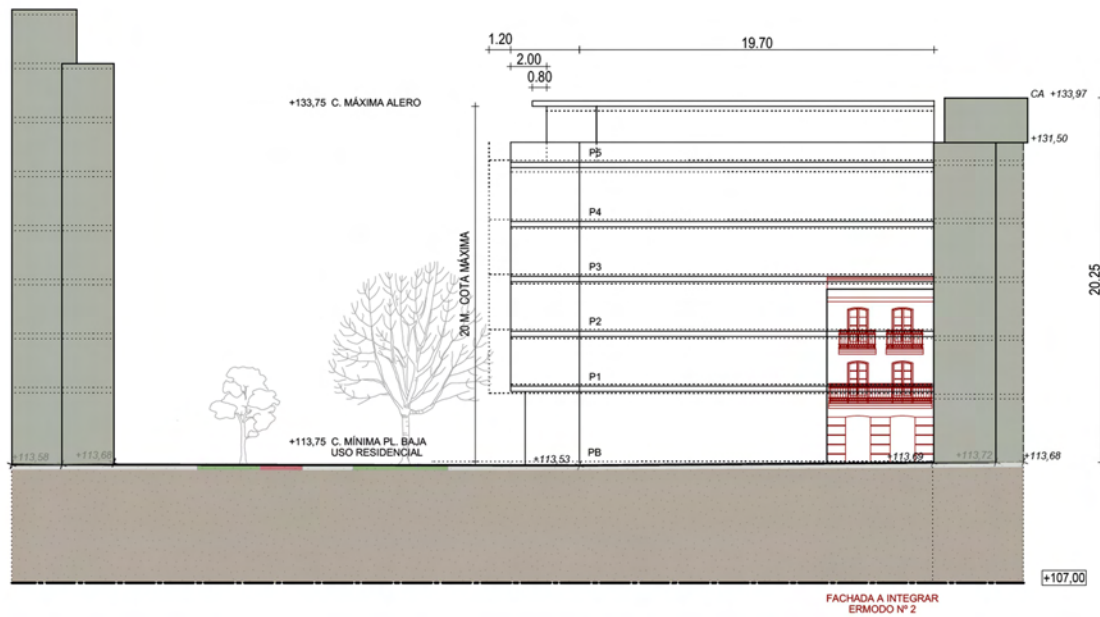 1.20
19.70
2.00
0.80
+133,75 C. MÁXIMA ALERO
CA +133,97
+131,50
P5
P4
20 M. COTA MÁXIMA
20.25
P3
P2
P1
+113,75 C. MÍNIMA PL. BAJA
USO RESIDENCIAL
+113,58
+113,68
+113,53
PB
+113,69
+113,72
+113,68
+107,00
FACHADA A INTEGRAR
ERMODO Nº 2